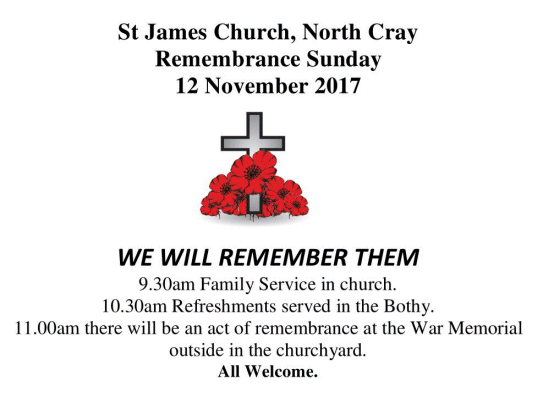 St James Church, North Cray
Remembrance Sunday
12 November 2017
WE WILL REMEMBER THEM
9.30am Family Service in church.
10.30am Refreshments served in the Bothy.
11.00am there will be an act of remembrance at the War Memorial
outside in the churchyard.
All Welcome.